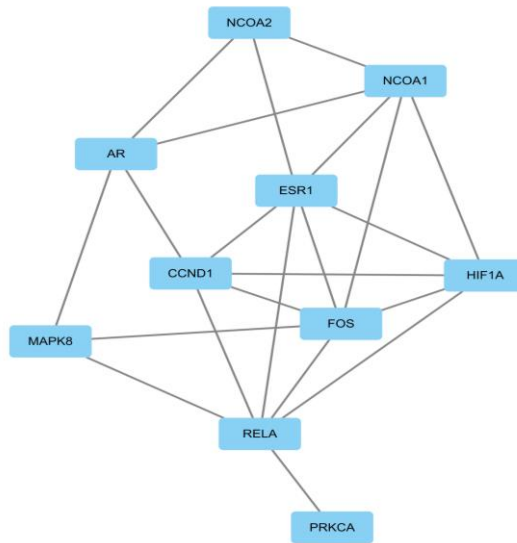 NCOA2
NCOA1
AR
ESR1
CCND1
HIF1A
FOS
MAPK8
RELA
PRKCA